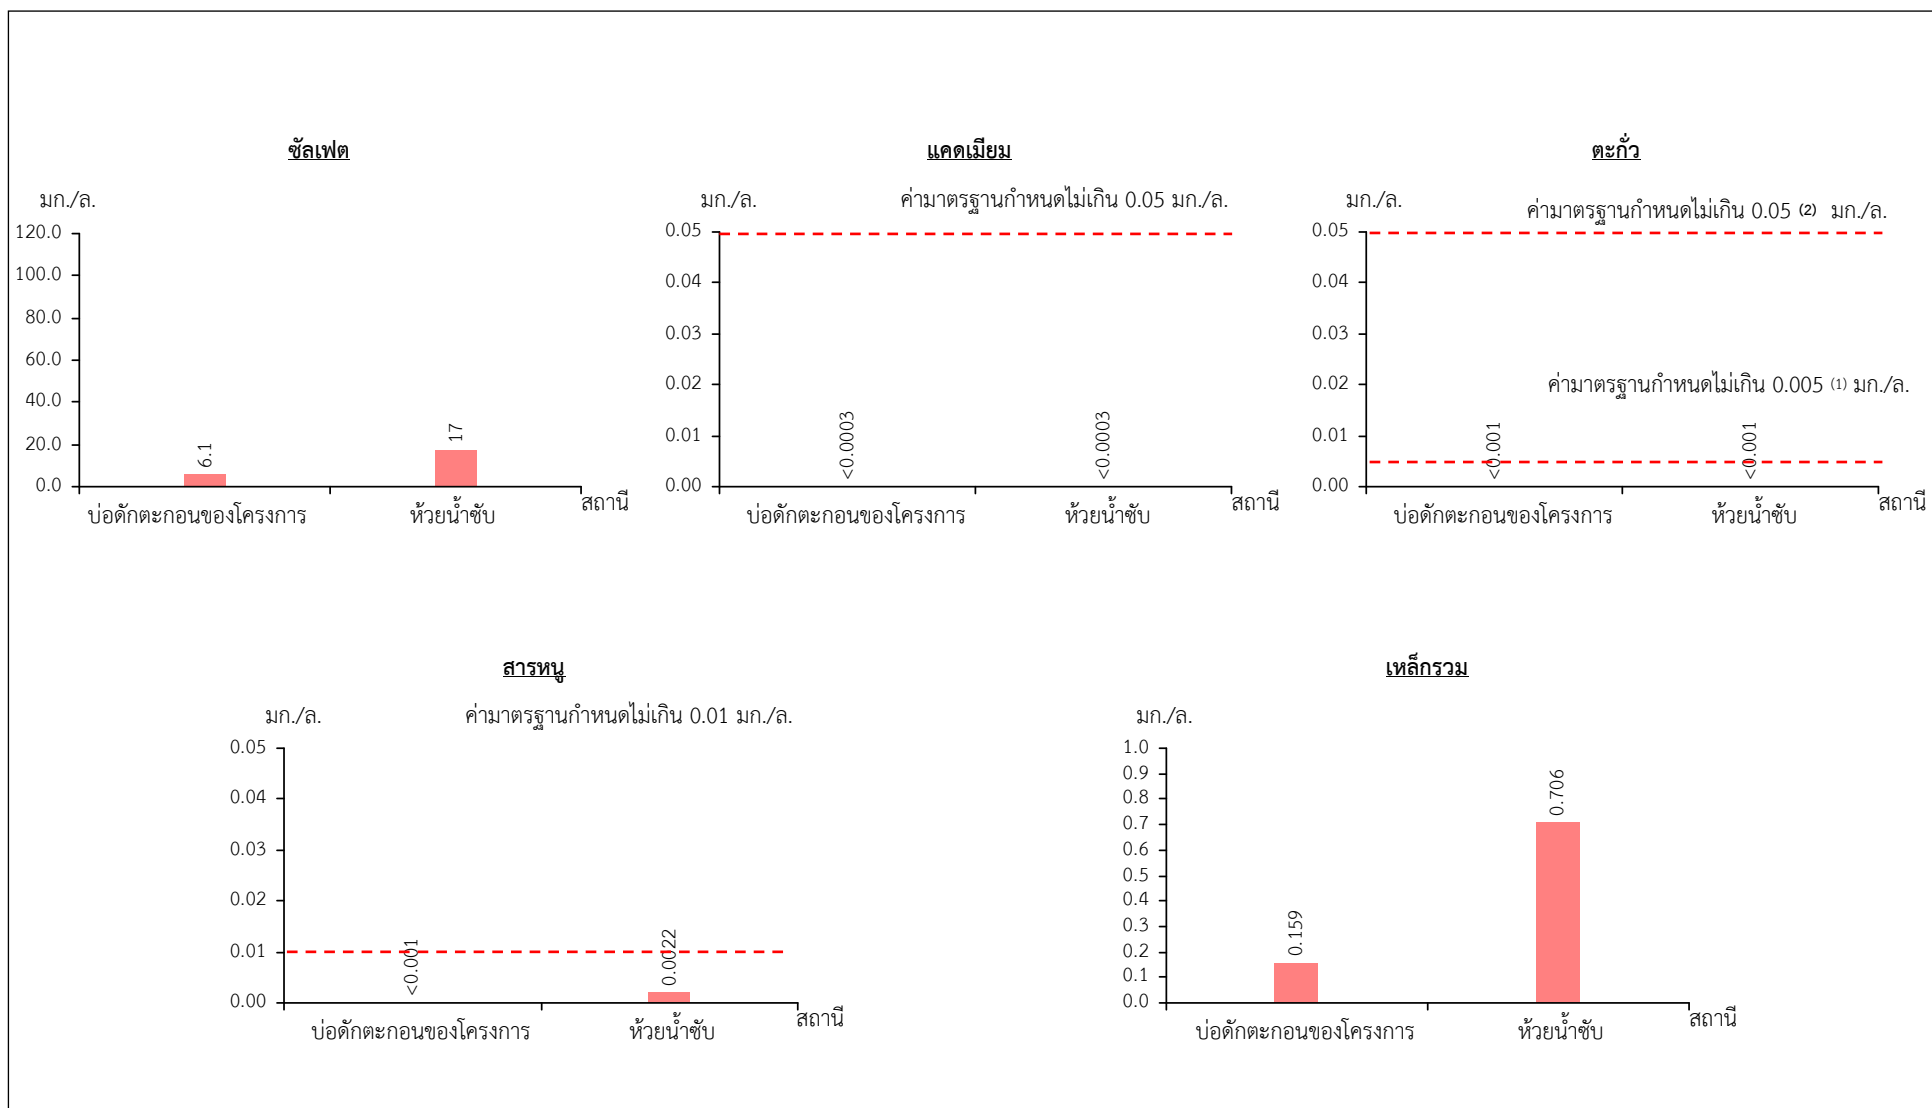 ซัลเฟต
มก./ล.
120.0
100.0
80.0
60.0
40.0
20.0
0.0
6.1
17
บ่อดักตะกอนของโครงการ
ห้วยน้ำซับ
สถานี
แคดเมียม
มก./ล.
ค่ามาตรฐานกำหนดไม่เกิน 0.05 มก./ล.
0.05
0.04
0.03
0.02
0.01
0.00
<0.0003
<0.0003
บ่อดักตะกอนของโครงการ
ห้วยน้ำซับ
สถานี
ตะกั่ว
มก./ล.
ค่ามาตรฐานกำหนดไม่เกิน 0.05 (2) มก./ล.
0.05
0.04
0.03
0.02
0.01
0.00
ค่ามาตรฐานกำหนดไม่เกิน 0.005 (1) มก./ล.
<0.001
<0.001
บ่อดักตะกอนของโครงการ
ห้วยน้ำซับ
สถานี
สารหนู
มก./ล.
ค่ามาตรฐานกำหนดไม่เกิน 0.01 มก./ล.
0.05
0.04
0.03
0.02
0.01
0.00
<0.001
0.0022
บ่อดักตะกอนของโครงการ
ห้วยน้ำซับ
สถานี
เหล็กรวม
มก./ล.
1.0
0.9
0.8
0.7
0.6
0.5
0.4
0.3
0.2
0.1
0.0
0.159
0.706
บ่อดักตะกอนของโครงการ
ห้วยน้ำซับ
สถานี